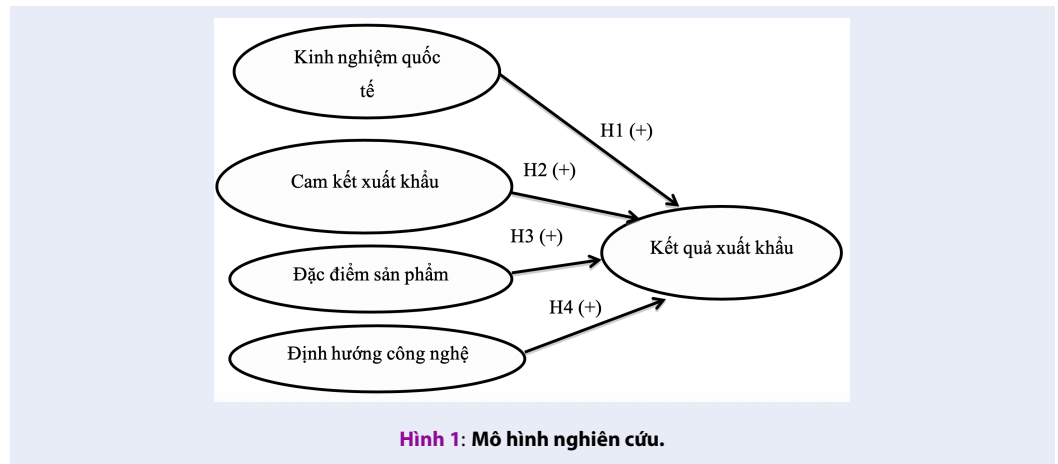 Kinh nghiệm quốc
tế
H1 (+)
Cam kết xuất khẩu
H2 (+)
H3 (+)
Kết quả xuất khẩu
Đặc điểm sản phẩm
H4 (+)
Định hướng công nghệ
Hình 1: Mô hình nghiên cứu.